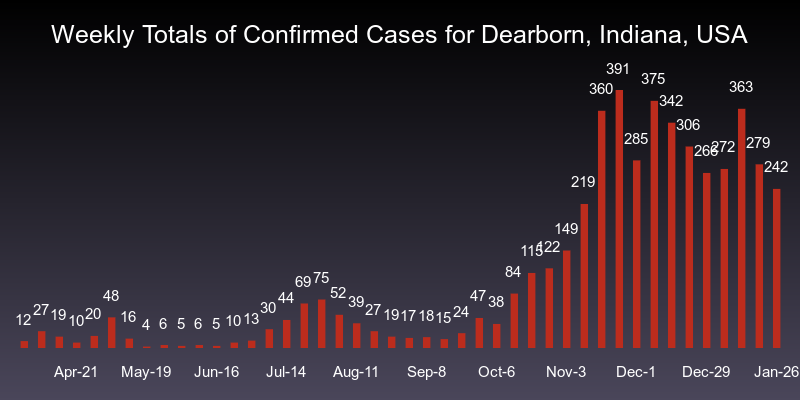 Weekly Totals of Confirmed Cases for Dearborn, Indiana, USA
12 27 19 10 20 48 16 4 6 5 6 5 10 13 30 44 69 75 52 39 27 19 17 18 15 24 47 38 84 115 122 149 219 360 391 285 375 342 306 266 272 363 279 242
Apr-21 May-19 Jun-16 Jul-14 Aug-11 Sep-8 Oct-6 Nov-3 Dec-1 Dec-29 Jan-26